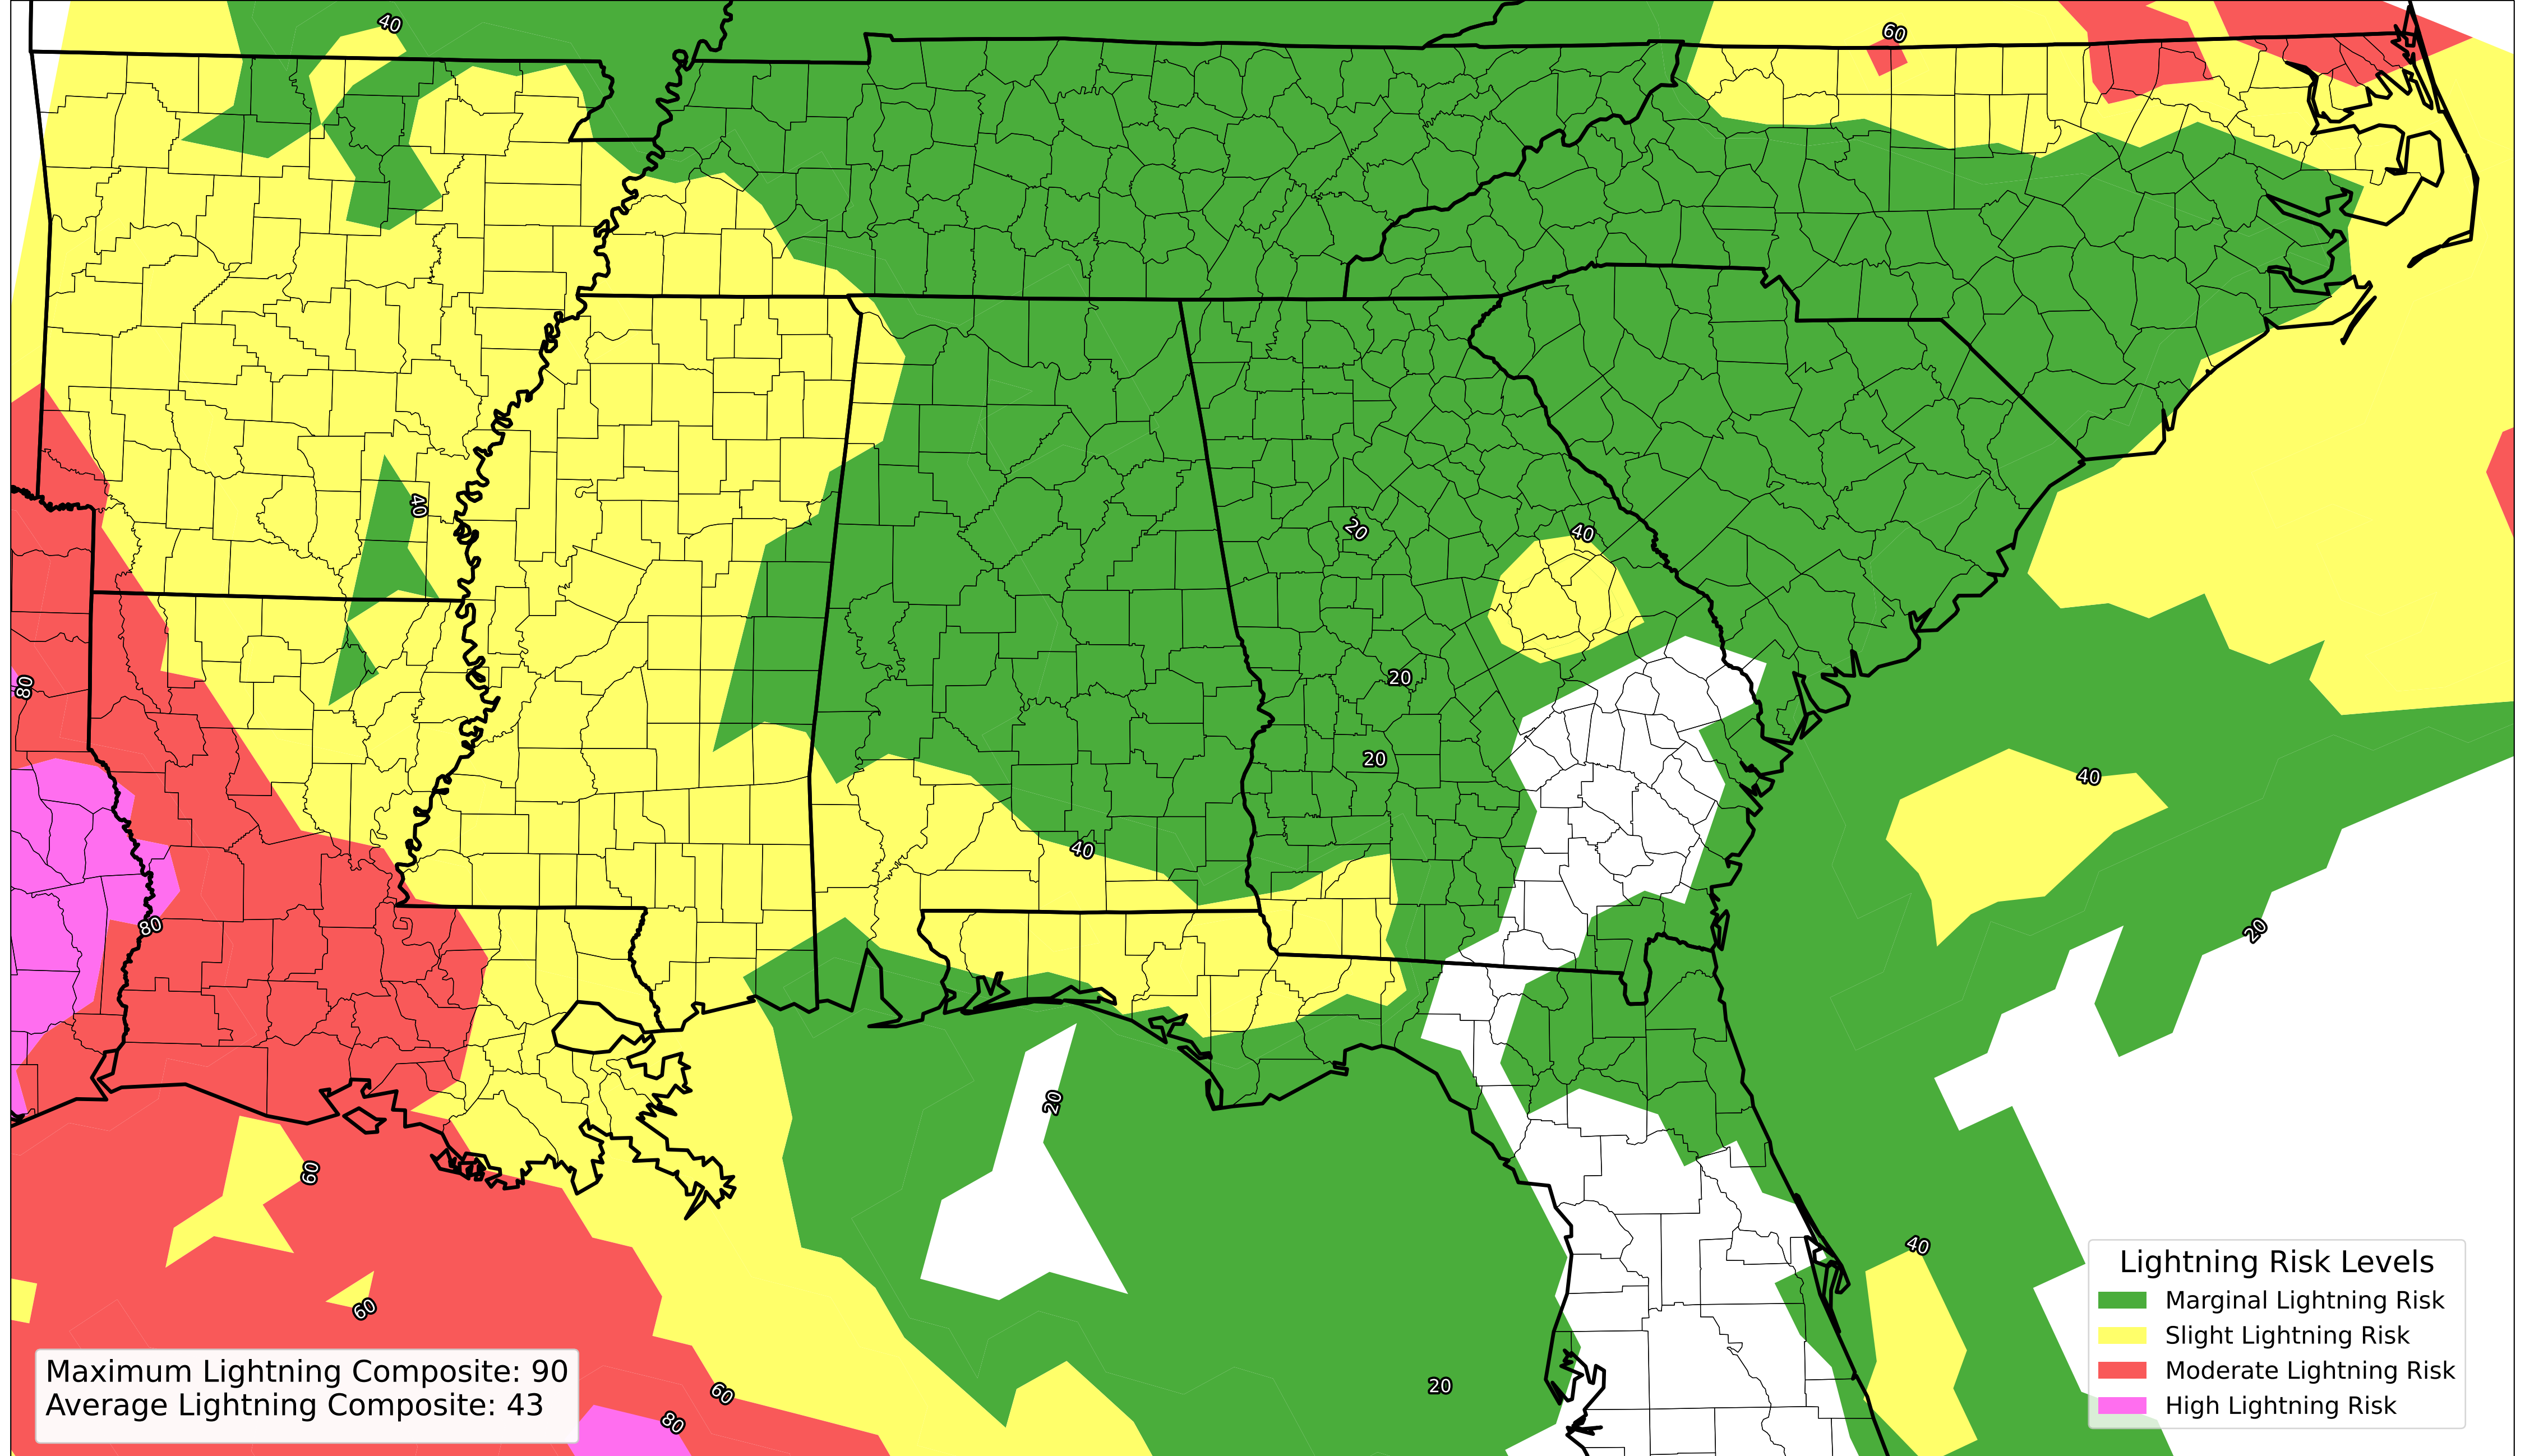 40
60
40
20
40
80
20
20
40
40
80
20
20
60
40
60
20
60
80
Lightning Risk Levels
Marginal Lightning Risk
Slight Lightning Risk
Moderate Lightning Risk
High Lightning Risk
Maximum Lightning Composite: 90
Average Lightning Composite: 43